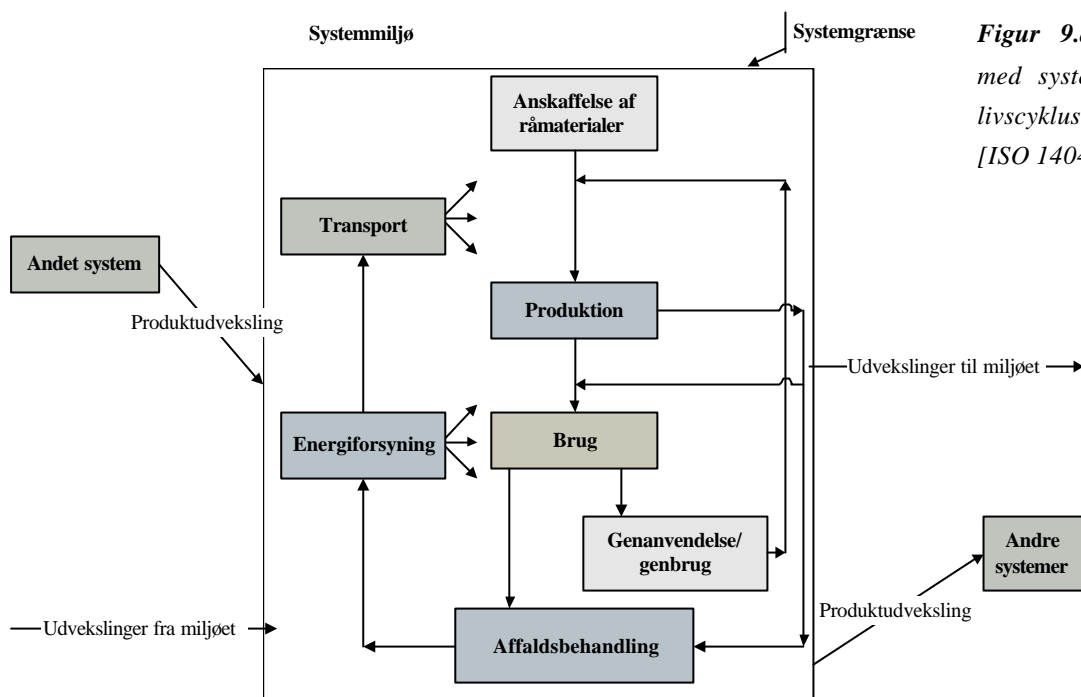 Systemmiljø
Systemgrænse
Figur 9.
med syste
livscyklus
[ISO 1404
Anskaffelse af
råmaterialer
Transport
Andet system
Produktudveksling
Produktion
Udvekslinger til miljøet
Energiforsyning
Brug
Genanvendelse/
genbrug
Andre
systemer
Udvekslinger fra miljøet
Produktudveksling
Affaldsbehandling